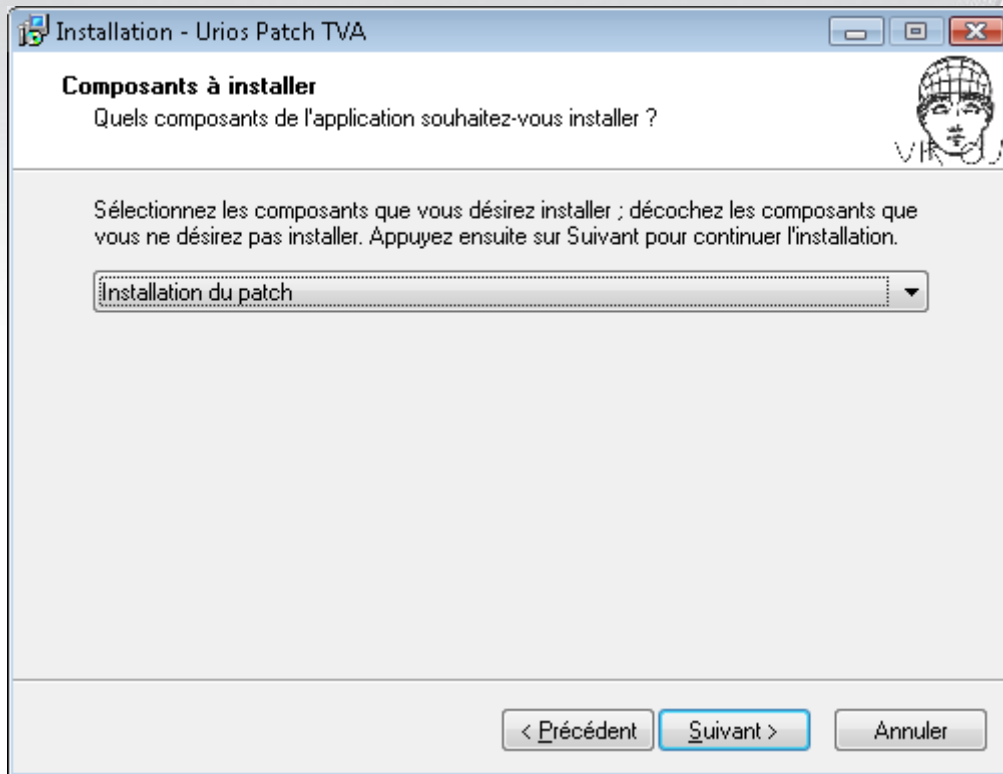 Installation - Urios Patch TVA
Composants à installer
Quels composants de l'application souhaitez-vous installer ?
Sélectionnez les composants que vous désirez installer ; décochez les composants que
vous ne désirez pas installer. Appuyez ensuite sur Suivant pour continuer l'installation.
Installation du patch
< Précédent
Suivant >
Annuler